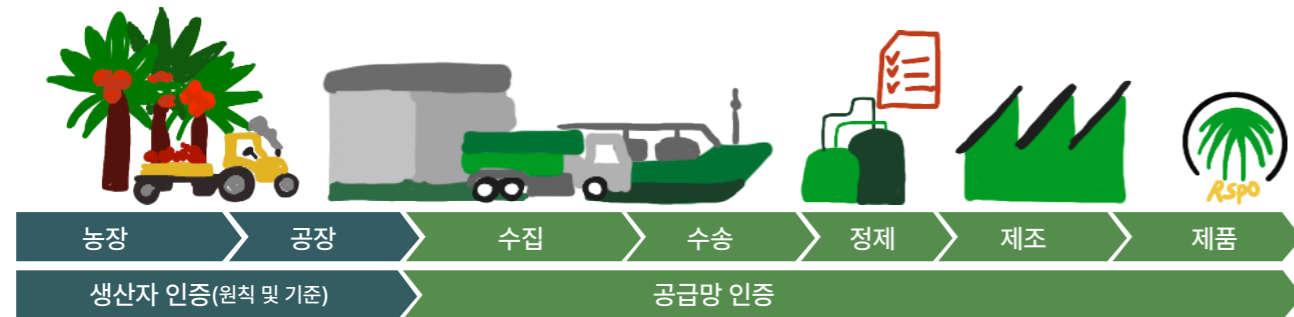 RSPO
농장 공장 수집 수송 정제 제조 제품
생산자 인증(원칙 및 기준) 공급망 인증